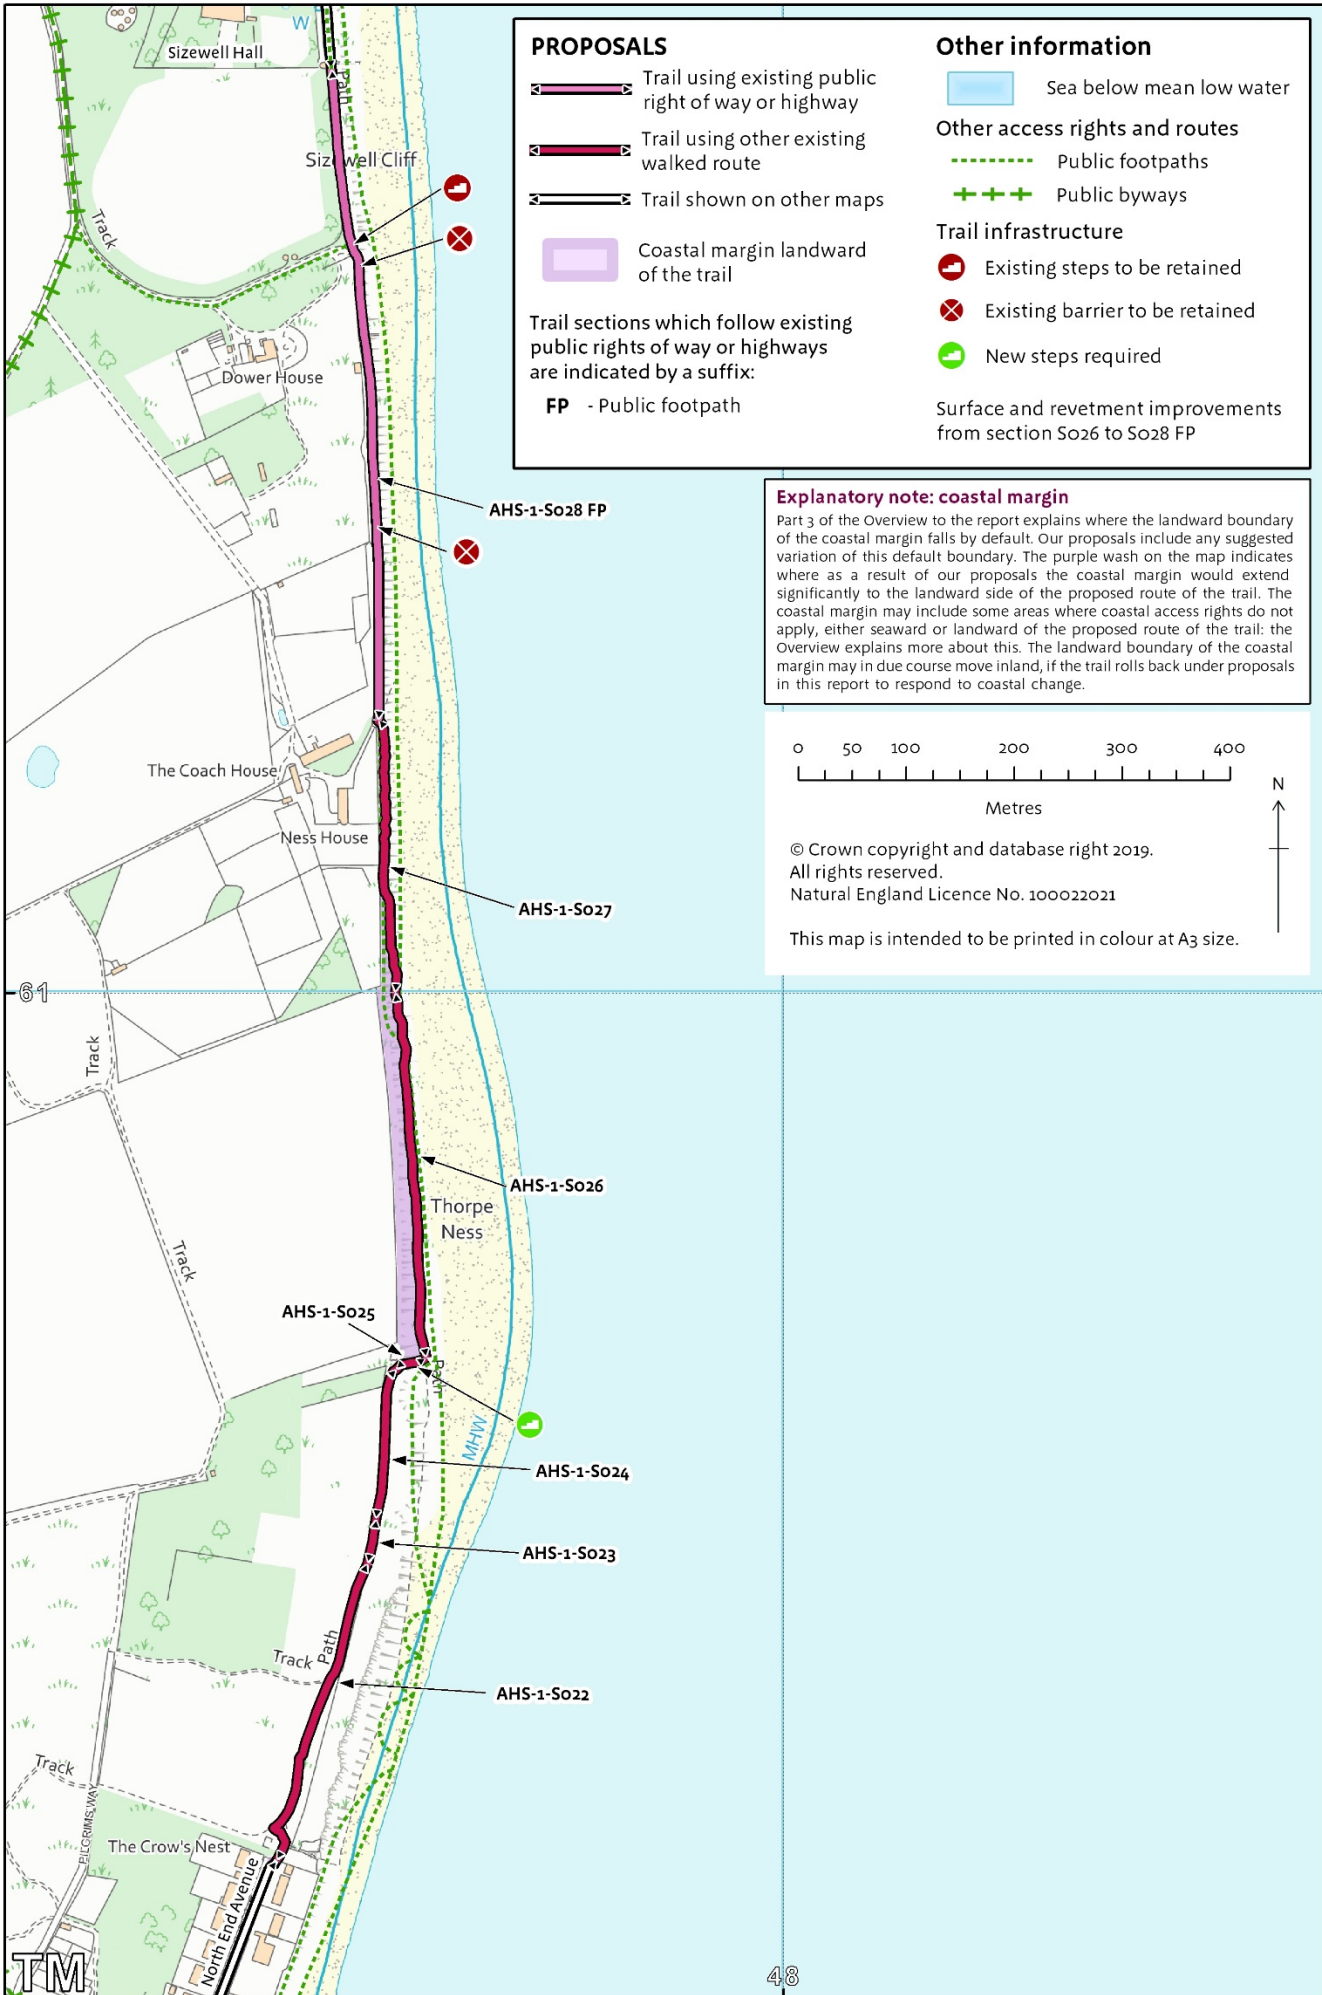 PROPOSALS
Trail using existing public
right of way or highway
Trail using other existing
walked route
Trail shown on other maps
Coastal margin landward
of the trail
Trail sections which follow existing
public rights of way or highways
are indicated by a suffix:
FP - Public footpath
Other information
Sea below mean low water
Other access rights and routes
Public footpaths
Public byways
Trail infrastructure
Existing steps to be retained
Existing barrier to be retained
New steps required
Surface and revetment improvements
from section S026 to S028 FP
Explanatory note: coastal margin
Part 3 of the Overview to the report explains where the landward boundary
of the coastal margin falls by default. Our proposals include any suggested
variation of this default boundary. The purple wash on the map indicates
where as a result of our proposals the coastal margin would extend
significantly to the landward side of the proposed route of the trail. The
coastal margin may include some areas where coastal access rights do not
apply, either seaward or landward of the proposed route of the trail: the
Overview explains more about this. The landward boundary of the coastal
margin may in due course move inland, if the trail rolls back under proposals
in this report to respond to coastal change.
0 50 100 200 300 400
Metres
N
© Crown copyright and database right 2019.
All rights reserved.
Natural England Licence No. 100022021
This map is intended to be printed in colour at A3 size.
W
Sizewell Hall
Path
Sizewell Cliff
Track
Dower House
AHS-1-S028 FP
The Coach House
Ness House
AHS-1-S027
61
Track
AHS-1-S026
Thorpe
Ness
Track
AHS-1-S025
Path
MHW
AHS-1-S024
AHS-1-S023
Path
Track
AHS-1-S022
Track
PILGRIMS WAY
The Crow's Nest
North End Avenue
TM
48